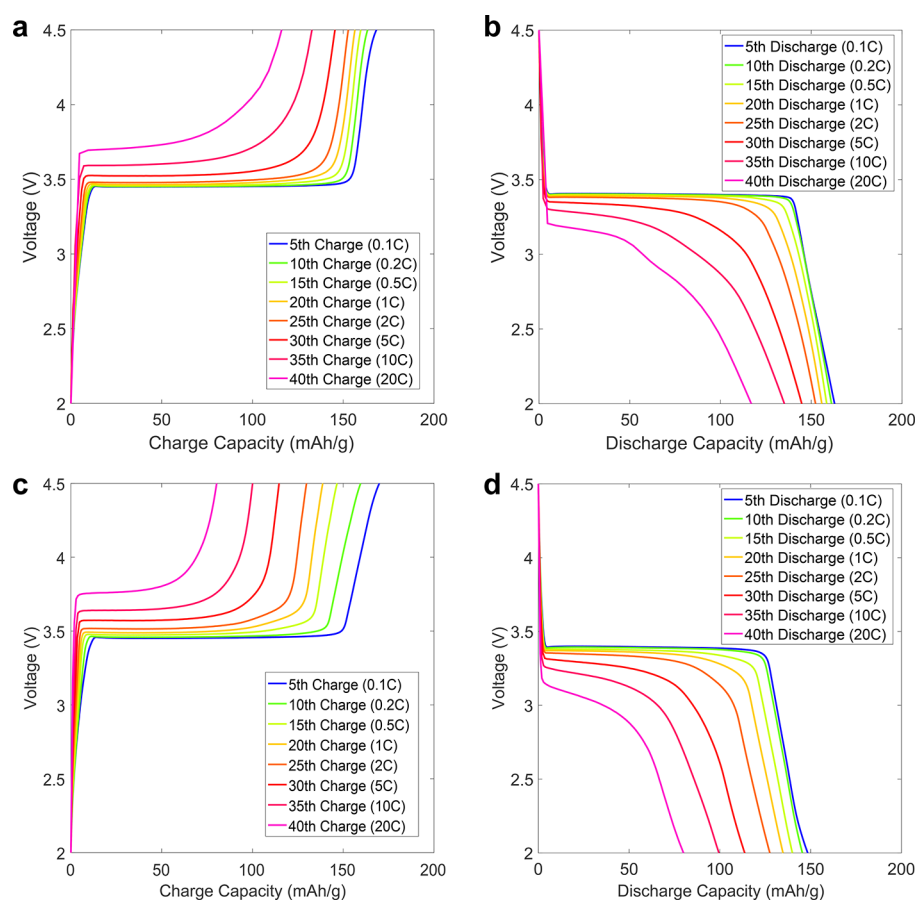 a
4.5
4
3.5
3
2.5
2
Voltage (V)
5th Charge (0.1C)
10th Charge (0.2C)
15th Charge (0.5C)
20th Charge (1C)
25th Charge (2C)
30th Charge (5C)
35th Charge (10C)
40th Charge (20C)
0 50 100 150 200
Charge Capacity (mAh/g)
b
4.5
4
3.5
3
2.5
2
Voltage (V)
5th Discharge (0.1C)
10th Discharge (0.2C)
15th Discharge (0.5C)
20th Discharge (1C)
25th Discharge (2C)
30th Discharge (5C)
35th Discharge (10C)
40th Discharge (20C)
0 50 100 150 200
Discharge Capacity (mAh/g)
c
4.5
4
3.5
3
2.5
2
Voltage (V)
5th Charge (0.1C)
10th Charge (0.2C)
15th Charge (0.5C)
20th Charge (1C)
25th Charge (2C)
30th Charge (5C)
35th Charge (10C)
40th Charge (20C)
0 50 100 150 200
Charge Capacity (mAh/g)
d
4.5
4
3.5
3
2.5
2
Voltage (V)
5th Discharge (0.1C)
10th Discharge (0.2C)
15th Discharge (0.5C)
20th Discharge (1C)
25th Discharge (2C)
30th Discharge (5C)
35th Discharge (10C)
40th Discharge (20C)
0 50 100 150 200
Discharge Capacity (mAh/g)